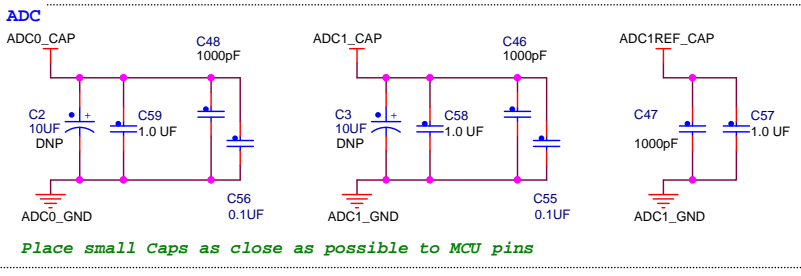 ADC
ADC0_CAP
C48
1000pF
C2
10UF
DNP
+
C59
1.0 UF
C56
0.1UF
ADC0_GND
ADC1_CAP
C46
1000pF
C3
10UF
DNP
+
C58
1.0 UF
C55
0.1UF
ADC1_GND
ADC1REF_CAP
C47
1000pF
C57
1.0 UF
ADC1_GND
Place small Caps as close as possible to MCU pins